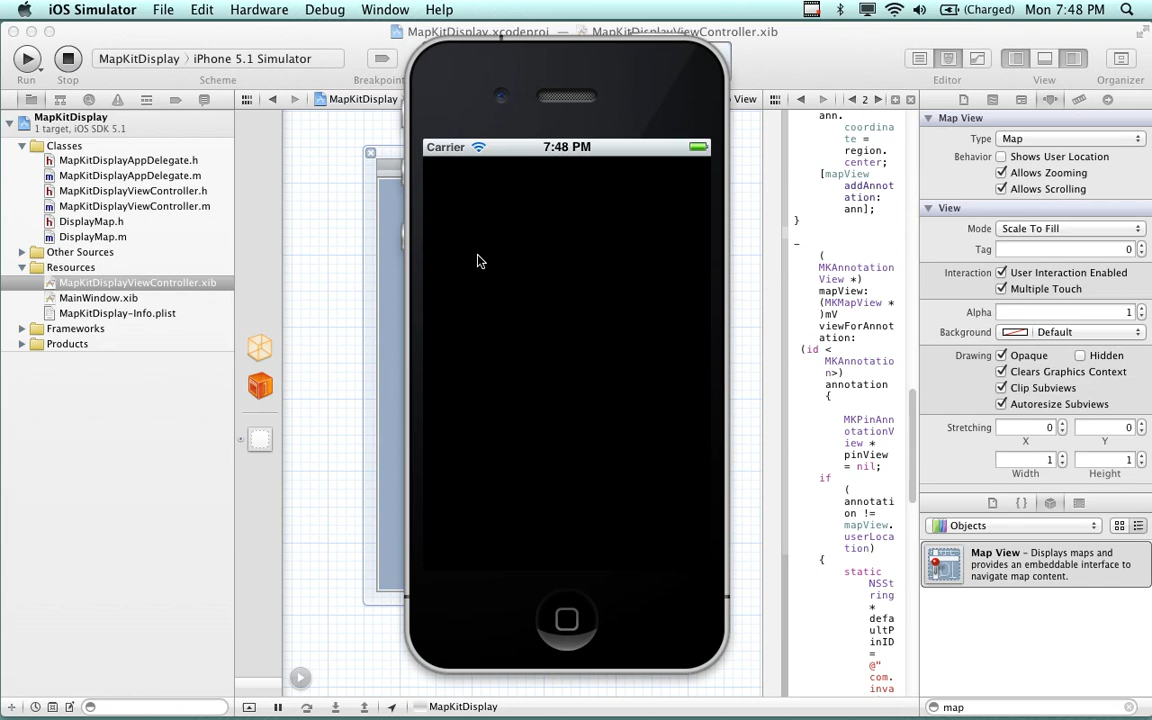 iOS Simulator File Edit Hardware Debug Window Help (Charged) Mon 7:48 PM
MapKitDisplay.xcodeproj — MapKitDisplayViewController.xib
MapKitDisplay 〉 iPhone 5.1 Simulator
Run Stop Scheme Breakpoin Editor View Organizer
MapKitDisplay View 2
MapKitDisplay
1 target, iOS SDK 5.1
Classes
MapKitDisplayAppDelegate.h
MapKitDisplayAppDelegate.m
MapKitDisplayViewController.h
MapKitDisplayViewController.m
DisplayMap.h
DisplayMap.m
Other Sources
Resources
MapKitDisplayViewController.xib
MainWindow.xib
MapKitDisplay-Info.plist
Frameworks
Products
Carrier 7:48 PM
ann.
coordina
te =
region.
center;
[mapView
addAnnot
ation:
ann];
}
–
(
MKAnnotation
View *)
mapView:
(MKMapView *
)mV
viewForAnnot
ation:
(id <
MKAnnotatio
n>)
annotation
{
MKPinAnn
otationV
iew *
pinView
= nil;
if
(
annotati
on !=
mapView.
userLoca
tion)
{
static
NSStr
ing
*
defa
ultP
inID
=
@"
com.
inva
Map View
Type Map
Behavior Shows User Location
Allows Zooming
Allows Scrolling
View
Mode Scale To Fill
Tag 0
Interaction User Interaction Enabled
Multiple Touch
Alpha 1
Background Default
Drawing Opaque Hidden
Clears Graphics Context
Clip Subviews
Autoresize Subviews
Stretching 0 0
X Y
1 1
Width Height
Objects
Map View – Displays maps and
provides an embeddable interface to
navigate map content.
MapKitDisplay
map